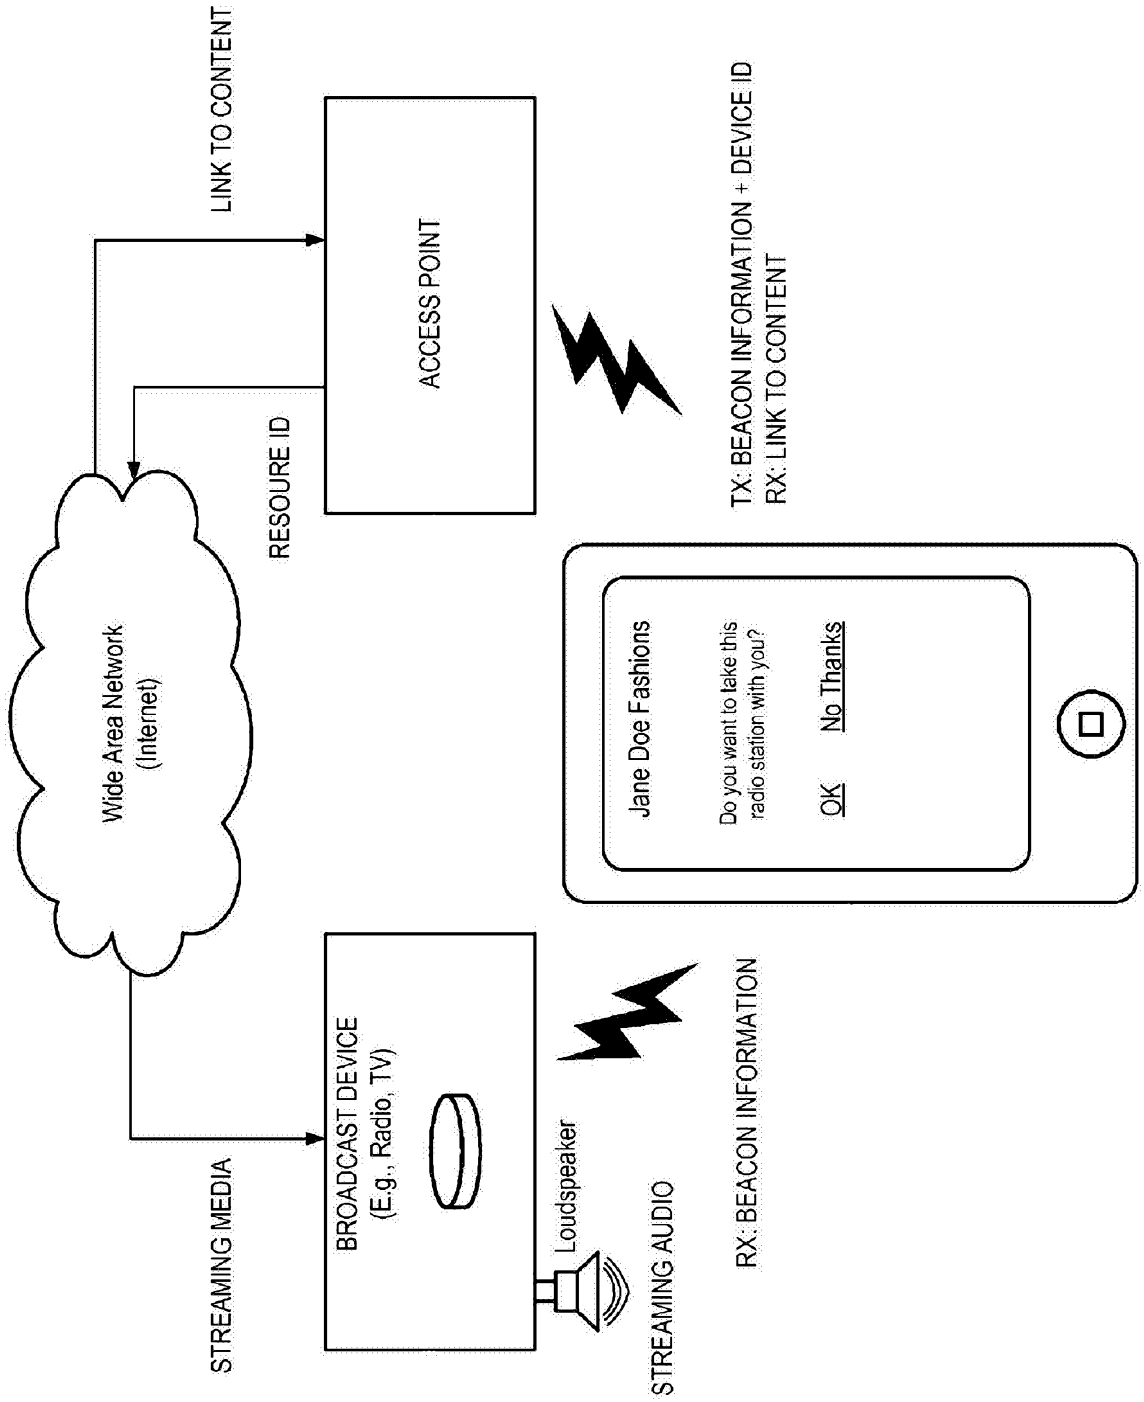 Wide Area Network
(Internet)
STREAMING MEDIA
LINK TO CONTENT
RESOURE ID
BROADCAST DEVICE
(E.g., Radio, TV)
ACCESS POINT
Loudspeaker
STREAMING AUDIO
RX: BEACON INFORMATION
Jane Doe Fashions
Do you want to take this
radio station with you?
OK No Thanks
TX: BEACON INFORMATION + DEVICE ID
RX: LINK TO CONTENT